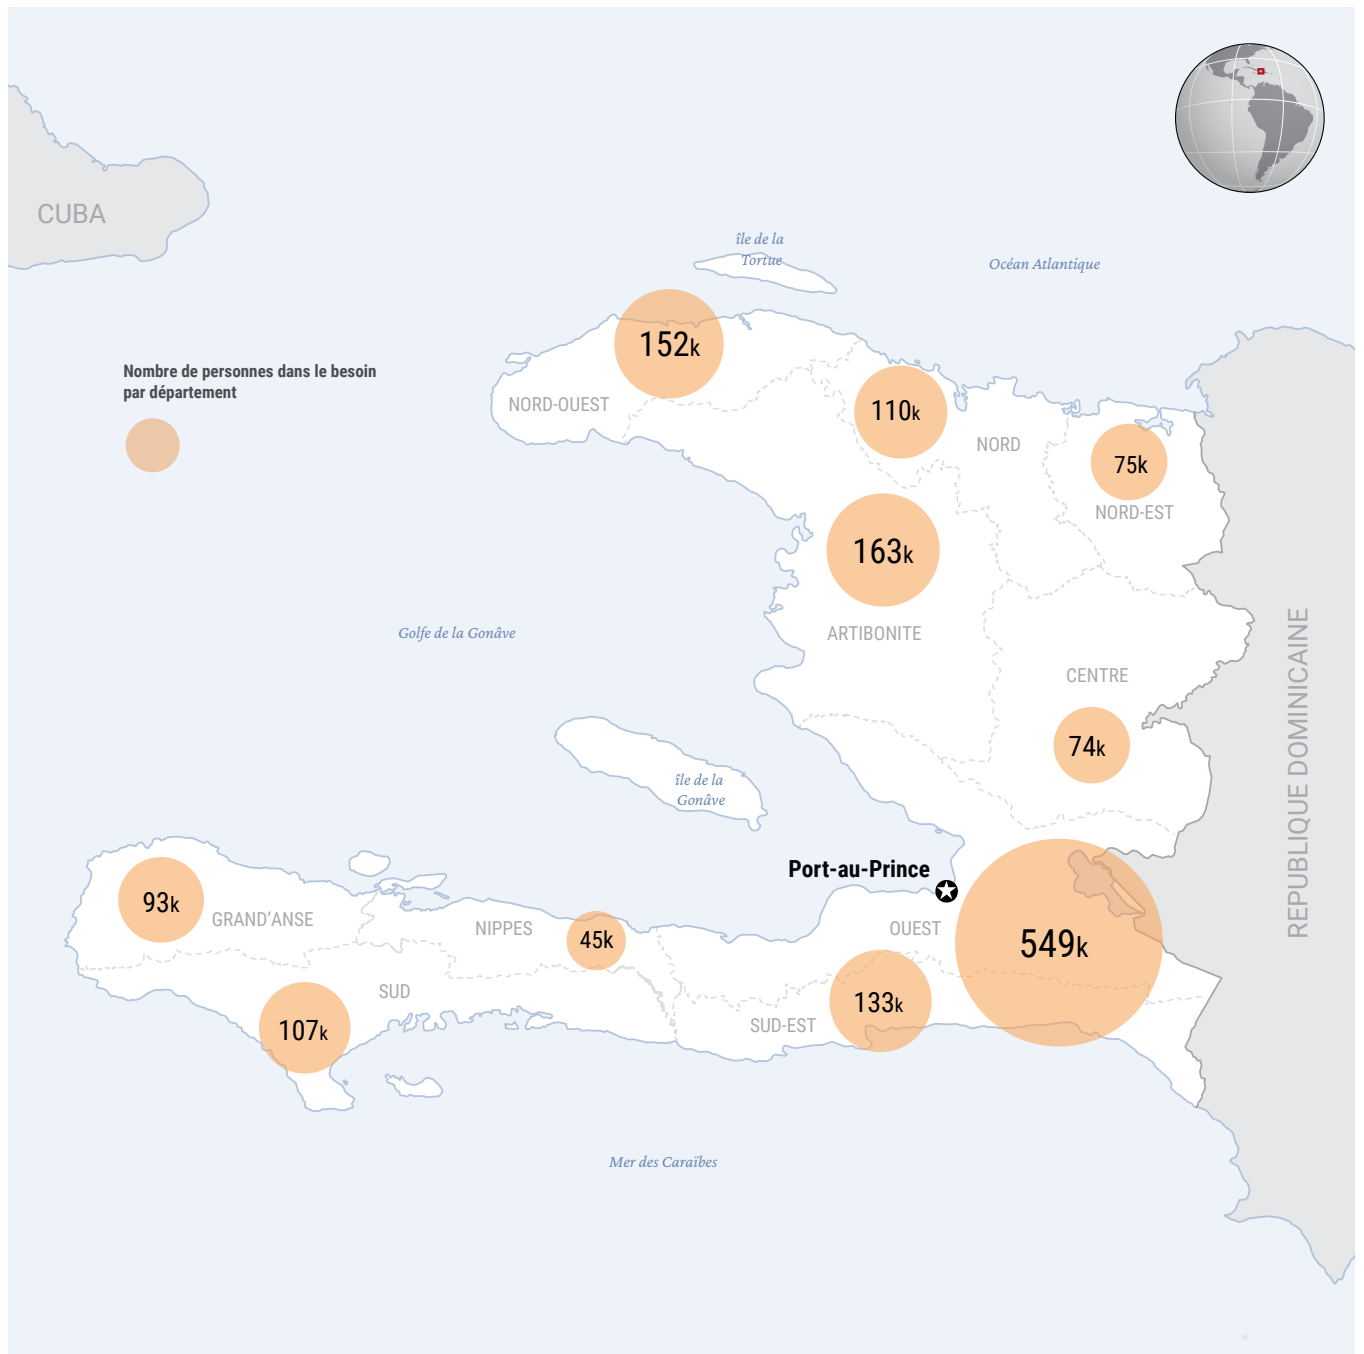 CUBA
île de la
Tortue
Océan Atlantique
Nombre de personnes dans le besoin
par département
152k
NORD-OUEST
110k
NORD
75k
NORD-EST
163k
ARTIBONITE
Golfe de la Gonâve
CENTRE
74k
REPUBLIQUE DOMINICAINE
île de la
Gonâve
Port-au-Prince
93k
GRAND'ANSE
NIPPES
45k
OUEST
549k
SUD
107k
133k
SUD-EST
Mer des Caraïbes